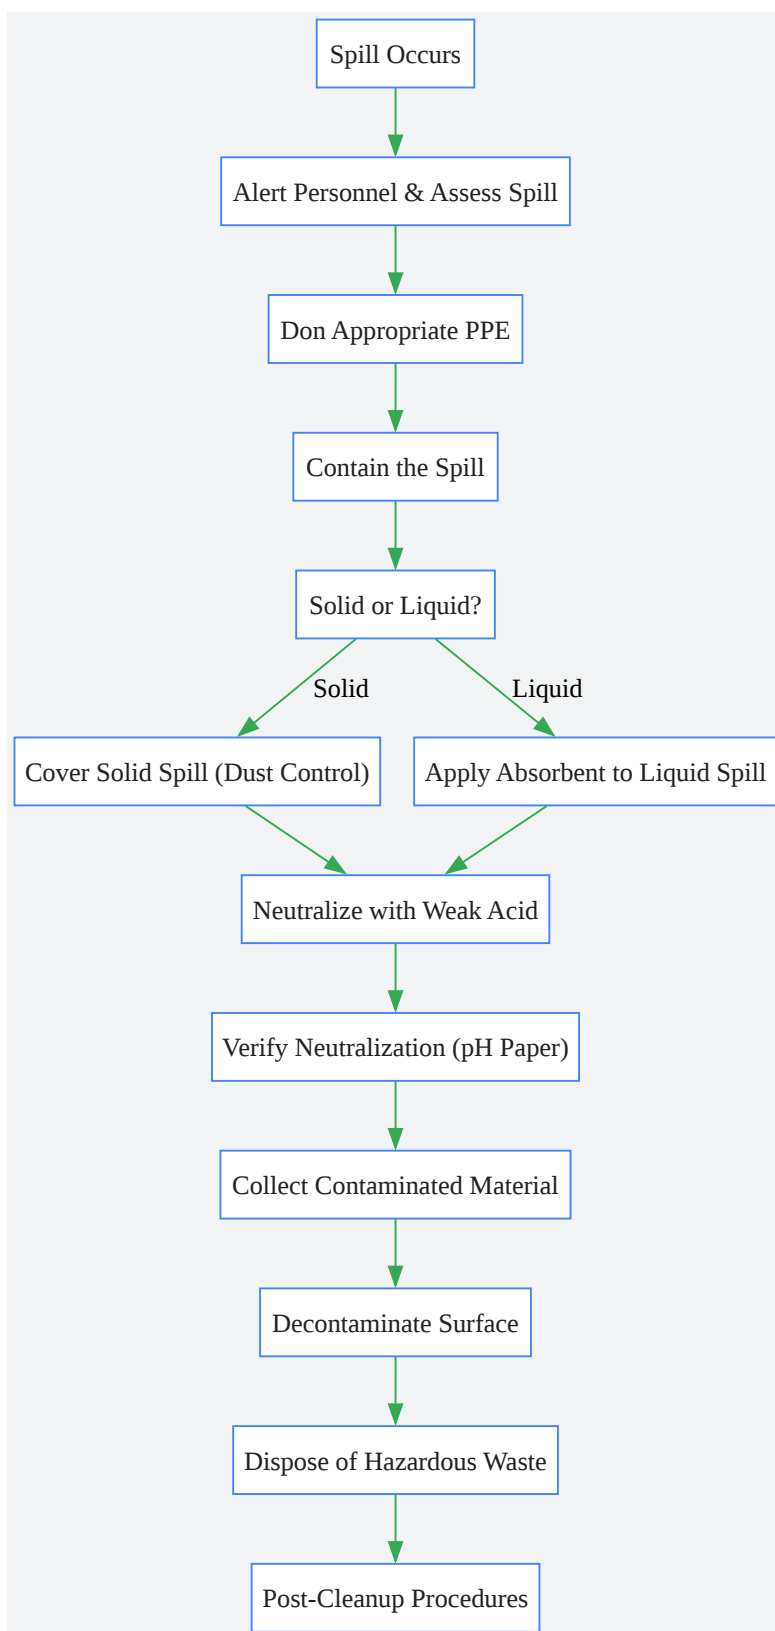 Spill Occurs
Alert Personnel & Assess Spill
Don Appropriate PPE
Contain the Spill
Solid or Liquid?
Solid
Liquid
Cover Solid Spill (Dust Control)
Apply Absorbent to Liquid Spill
Neutralize with Weak Acid
Verify Neutralization (pH Paper)
Collect Contaminated Material
Decontaminate Surface
Dispose of Hazardous Waste
Post-Cleanup Procedures